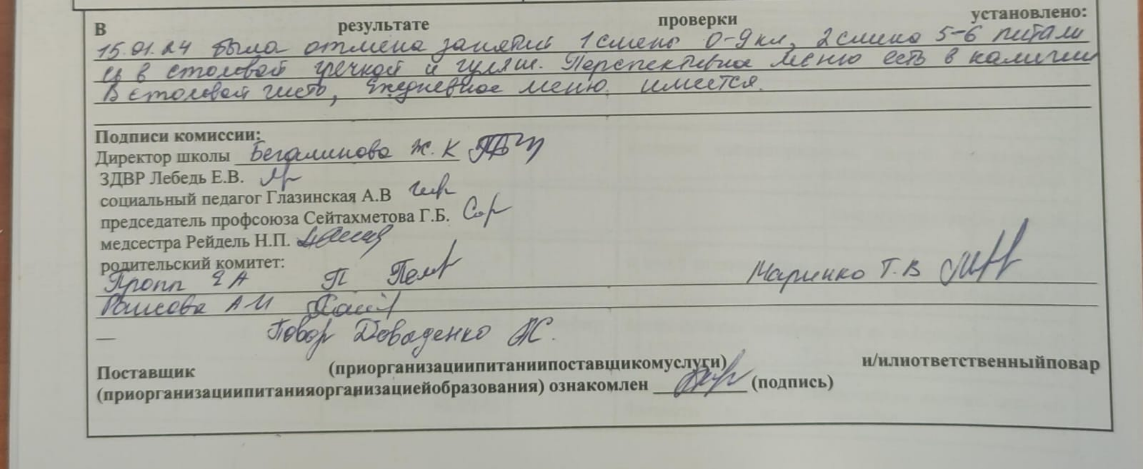 В результате проверки установлено:
15.01.24 была отмена занятий 1 смены 0-9 кл, 2 смена 5-6 питали
сь в столовой гречкой и гуляш. Перспективное меню есть в наличии
В столовой чисто, ежедневное меню имеется.
Подписи комиссии:
Директор школы Бегалинова Ж. К
ЗДВР Лебедь Е.В.
социальный педагог Глазинская А.В
председатель профсоюза Сейтахметова Г.Б.
медсестра Рейдель Н.П.
родительский комитет:
Пропп Я А Маринко Т. В
Раисова А И
Повар
Поставщик (приорганизациипитаниипоставщикомуслуги) и/илиответственныйповар
(приорганизациипитанияорганизациейобразования) ознакомлен (подпись)